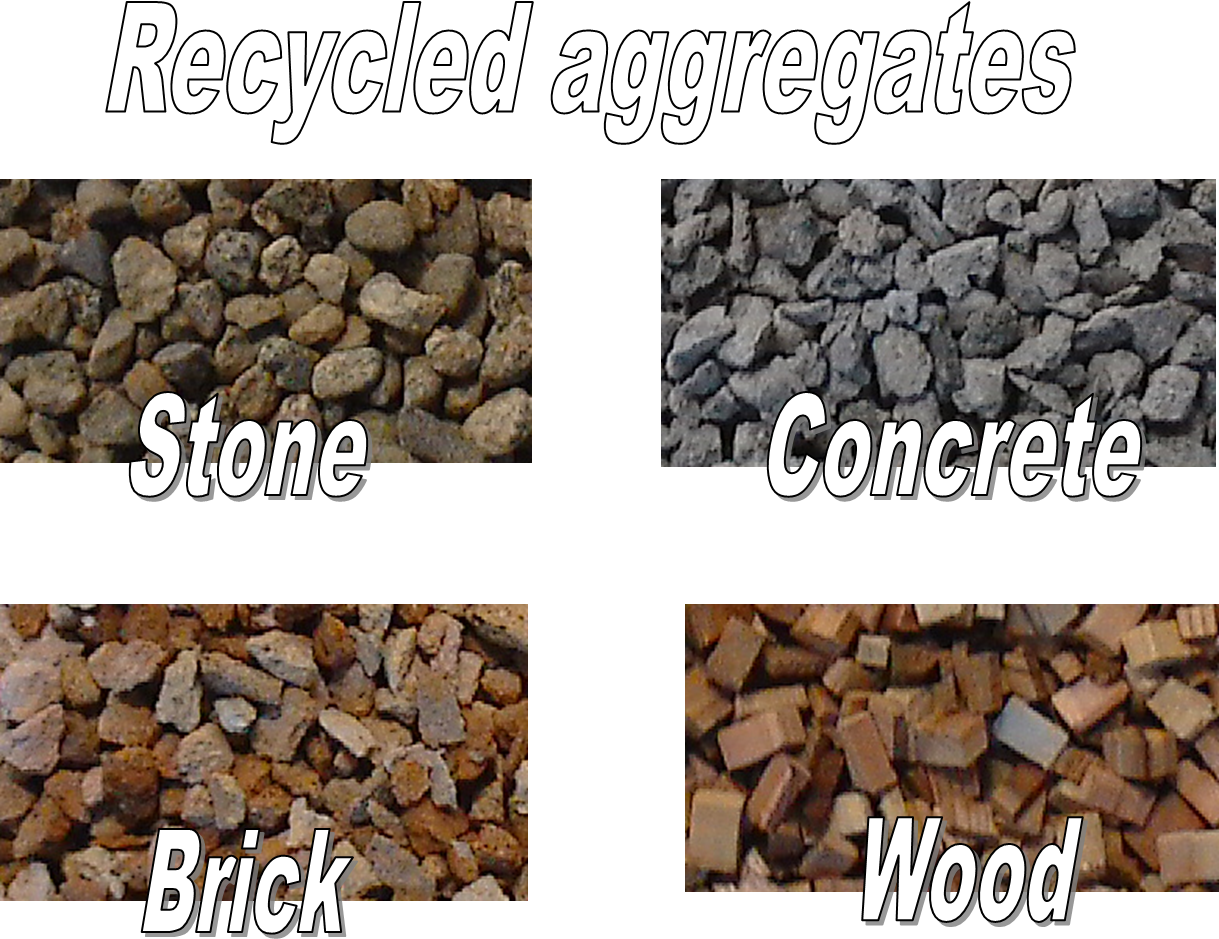 Recycled aggregates
Stone
Concrete
Brick
Wood